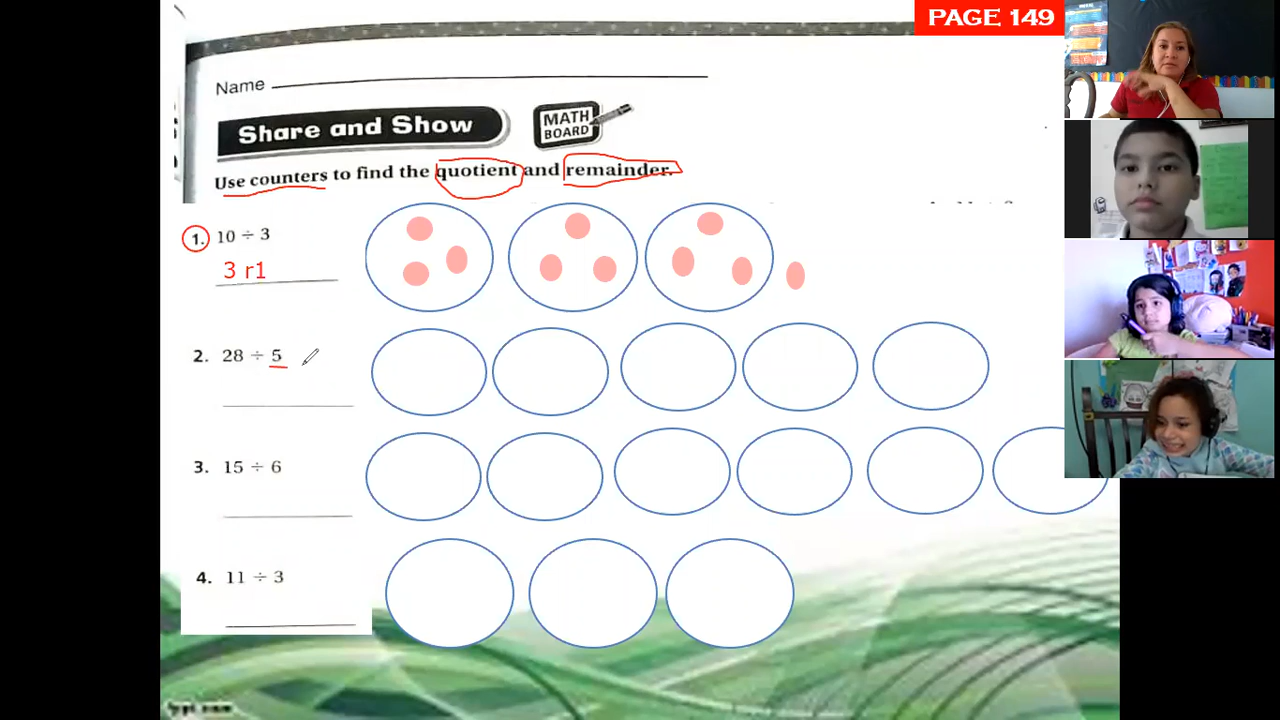 PAGE 149
Name
Share and Show
MATH
BOARD
Use counters to find the quotient and remainder.
1. 10 ÷ 3
3 r1
2. 28 ÷ 5
3. 15 ÷ 6
4. 11 ÷ 3